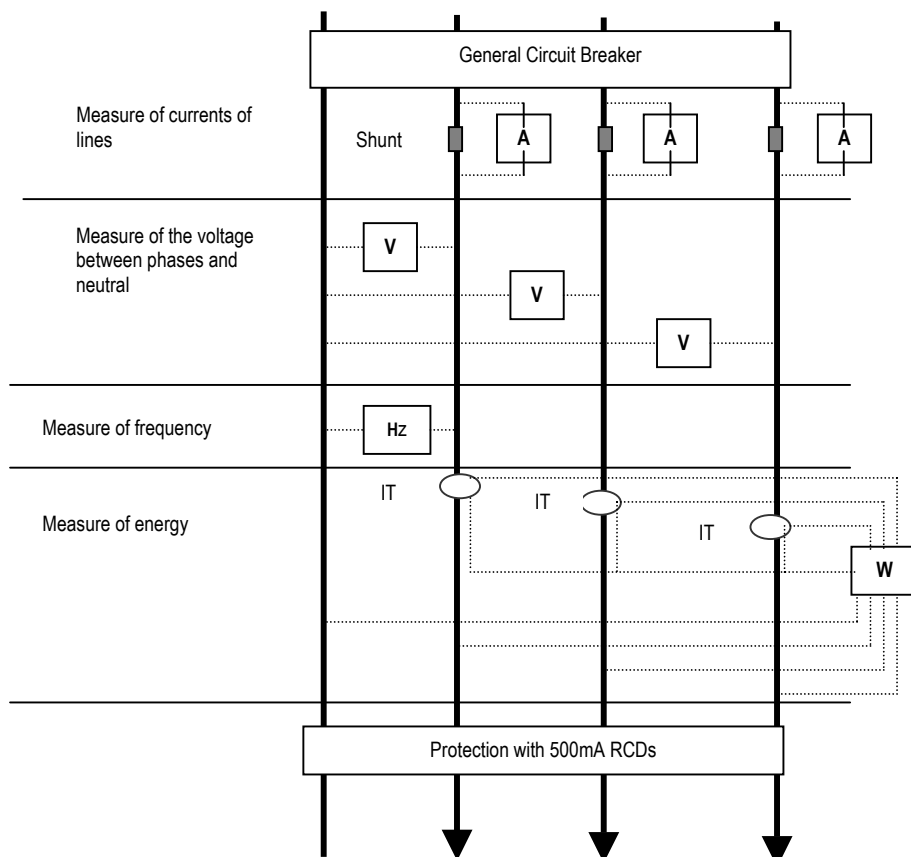 General Circuit Breaker
Measure of currents of
lines
Shunt
A
A
A
Measure of the voltage
between phases and
neutral
V
V
V
Measure of frequency
Hz
IT
IT
IT
Measure of energy
W
Protection with 500mA RCDs